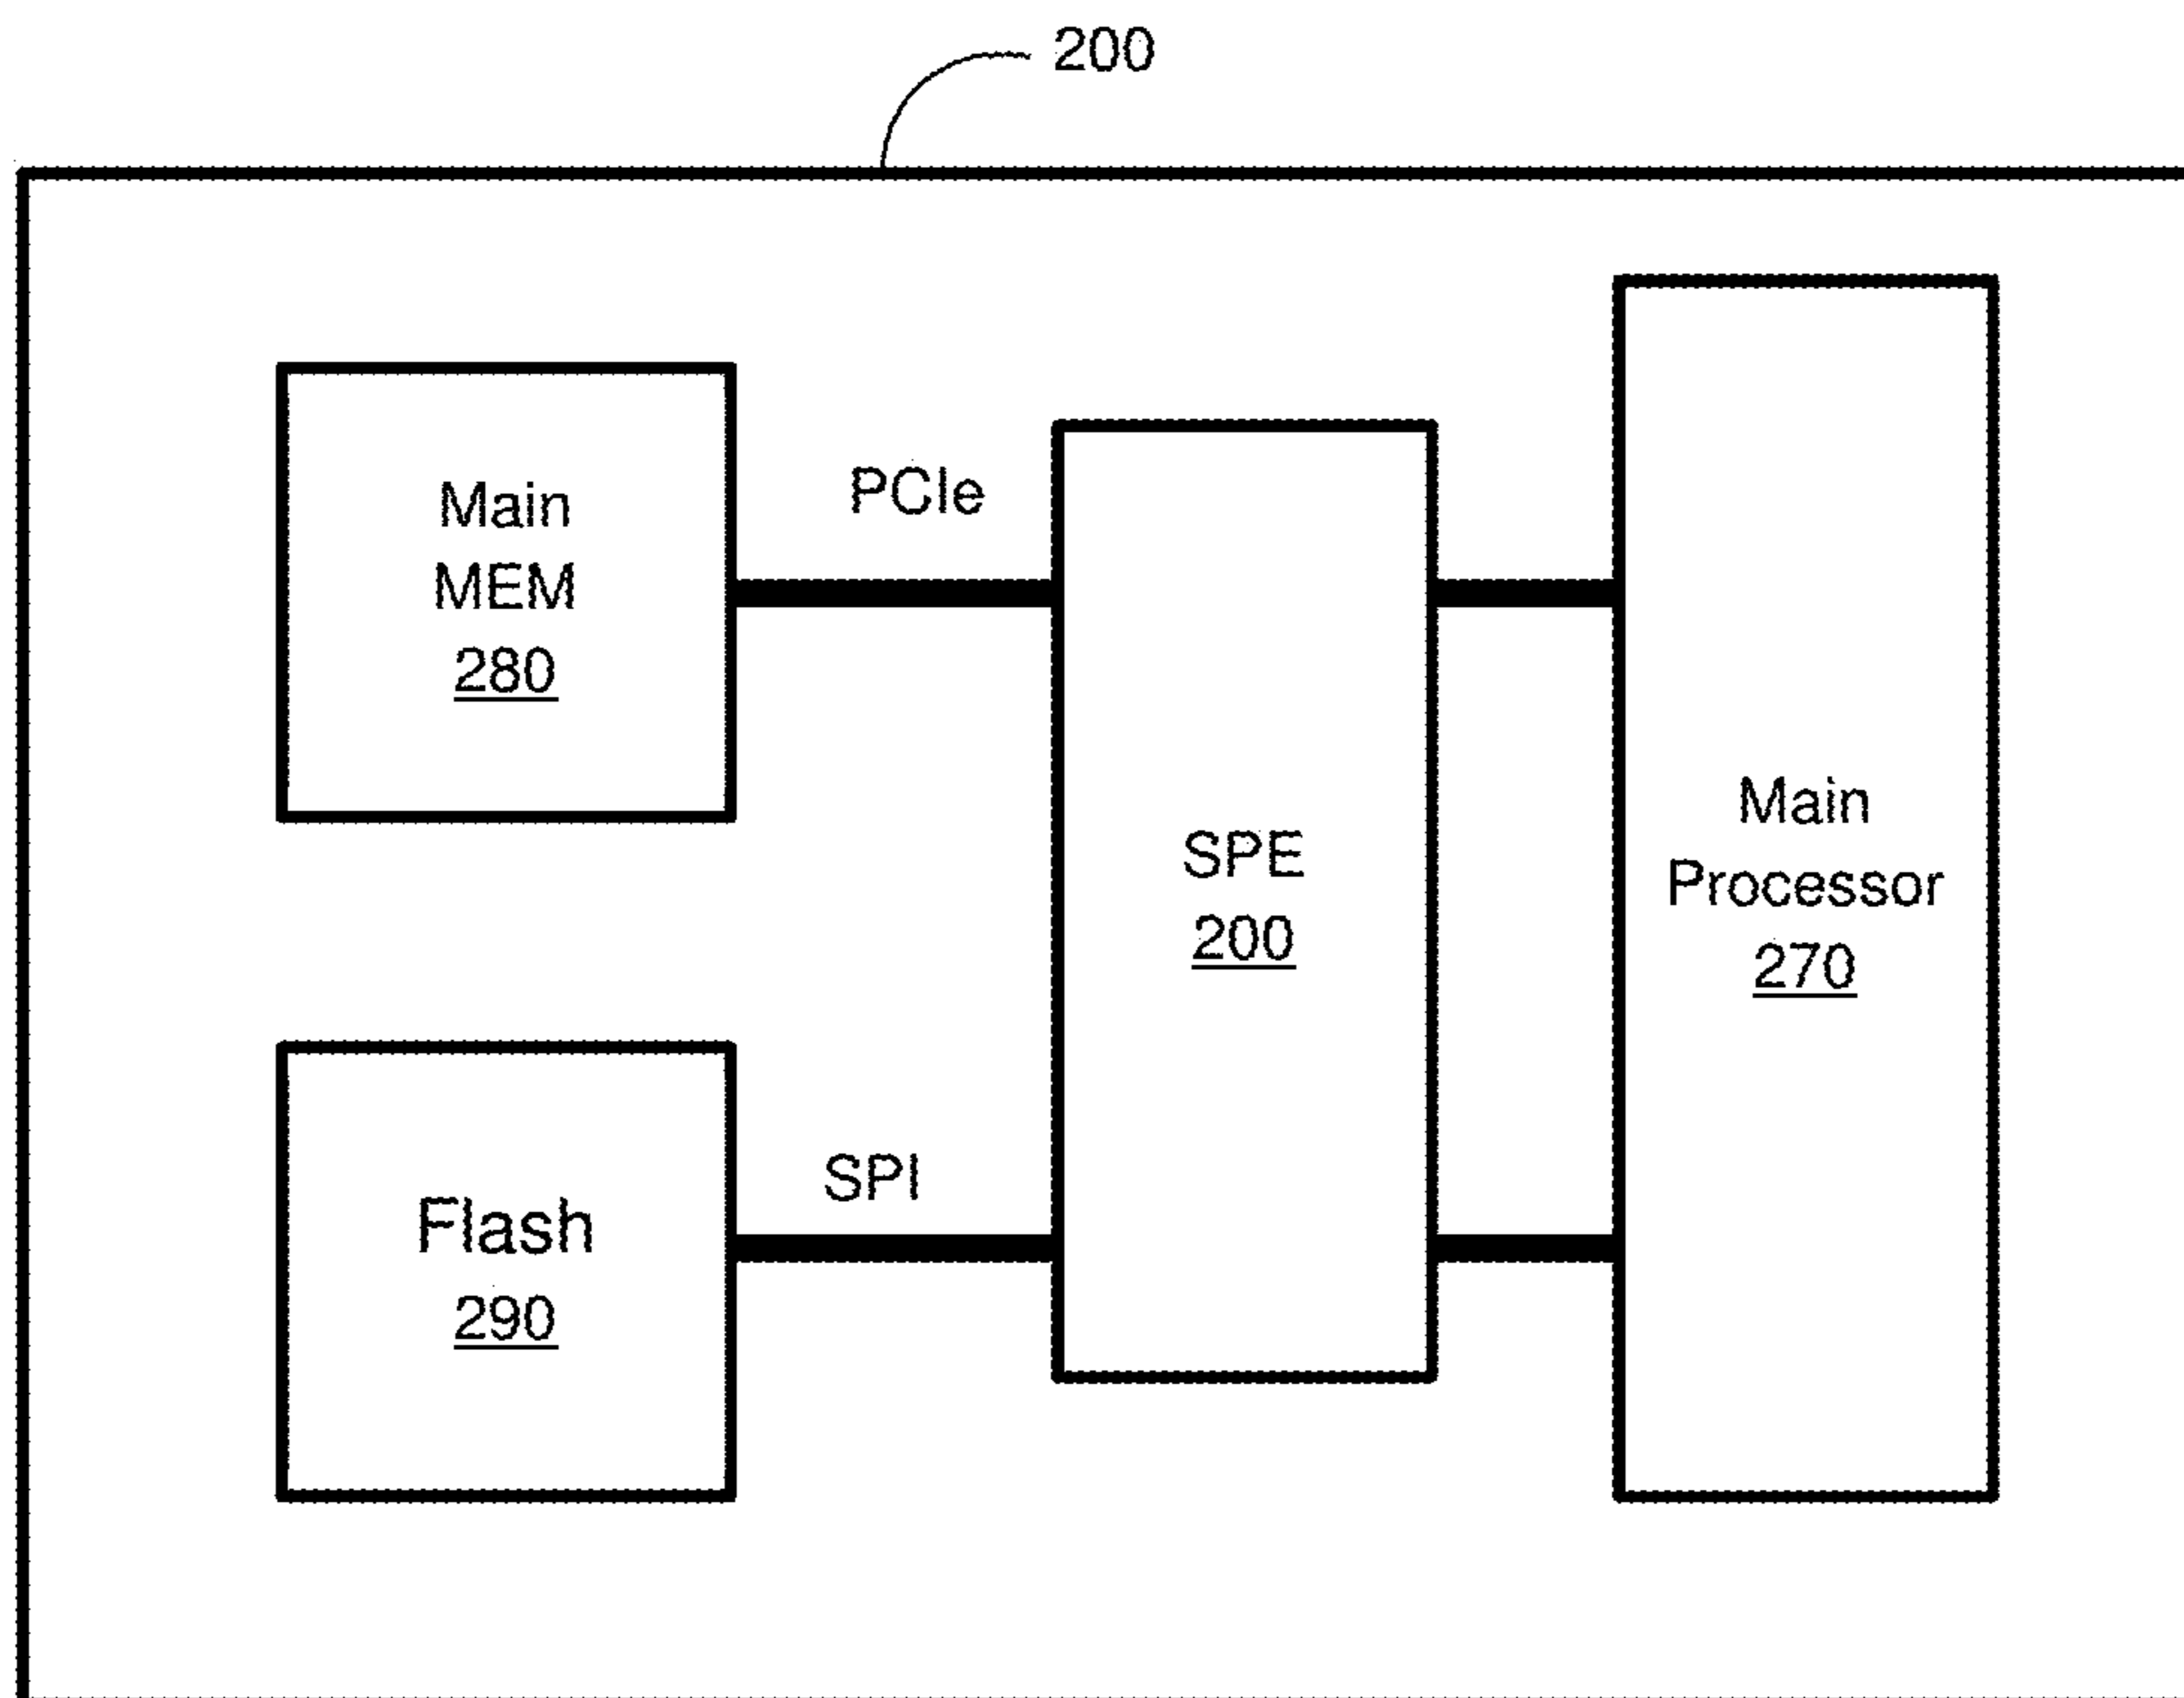 200
Main
MEM
280
PCIe
SPE
200
Main
Processor
270
Flash
290
SPI